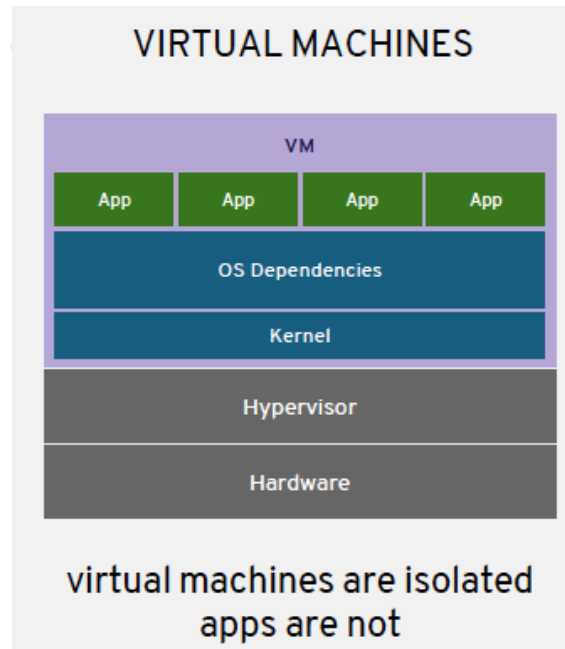 VIRTUAL MACHINES
VM
App App App App
OS Dependencies
Kernel
Hypervisor
Hardware
virtual machines are isolated
apps are not